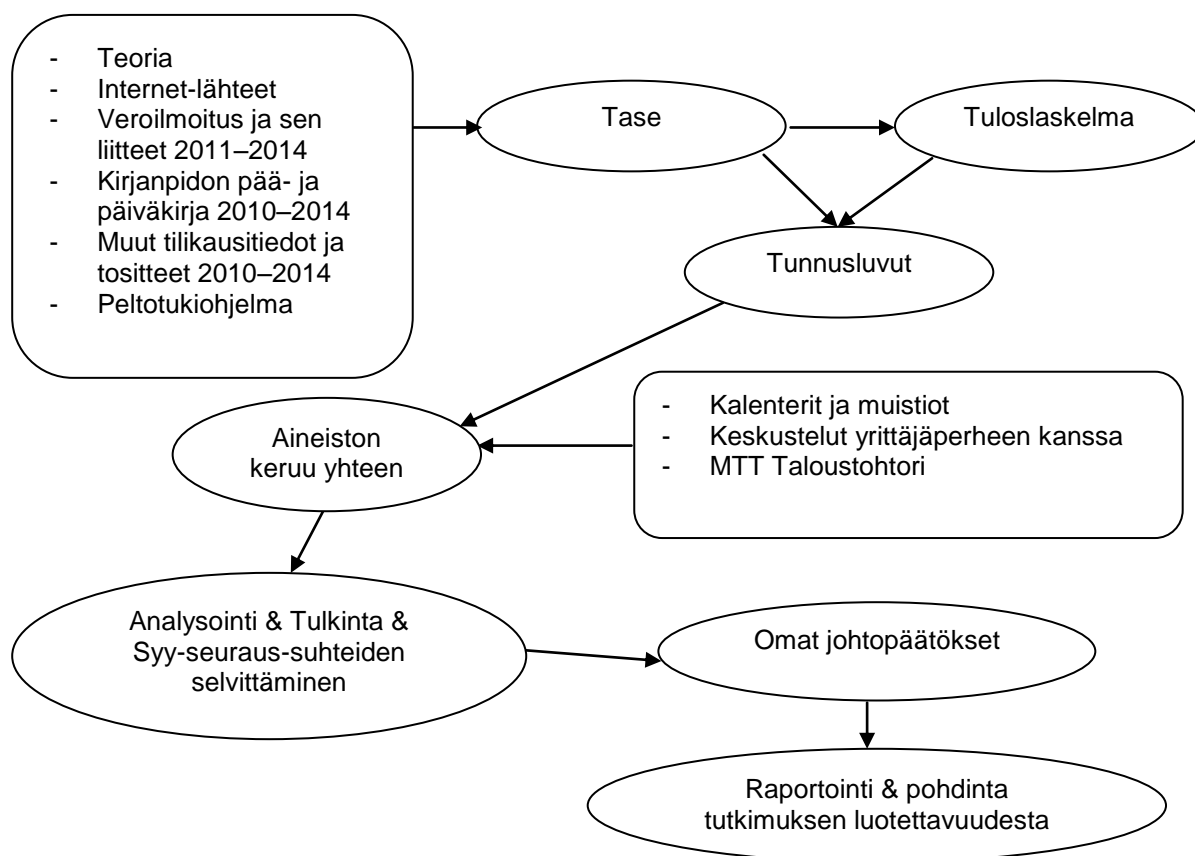 - Teoria
- Internet-lähteet
- Veroilmoitus ja sen
liitteet 2011–2014
- Kirjanpidon pää- ja
päiväkirja 2010–2014
- Muut tilikausitiedot ja
tositteet 2010–2014
- Peltotukiohjelma
Tase
Tuloslaskelma
Tunnusluvut
- Kalenterit ja muistiot
- Keskustelut yrittäjäperheen kanssa
- MTT Taloustohtori
Aineiston
keruu yhteen
Analysointi & Tulkinta &
Syy-seuraus-suhteiden
selvittäminen
Omat johtopäätökset
Raportointi & pohdinta
tutkimuksen luotettavuudesta